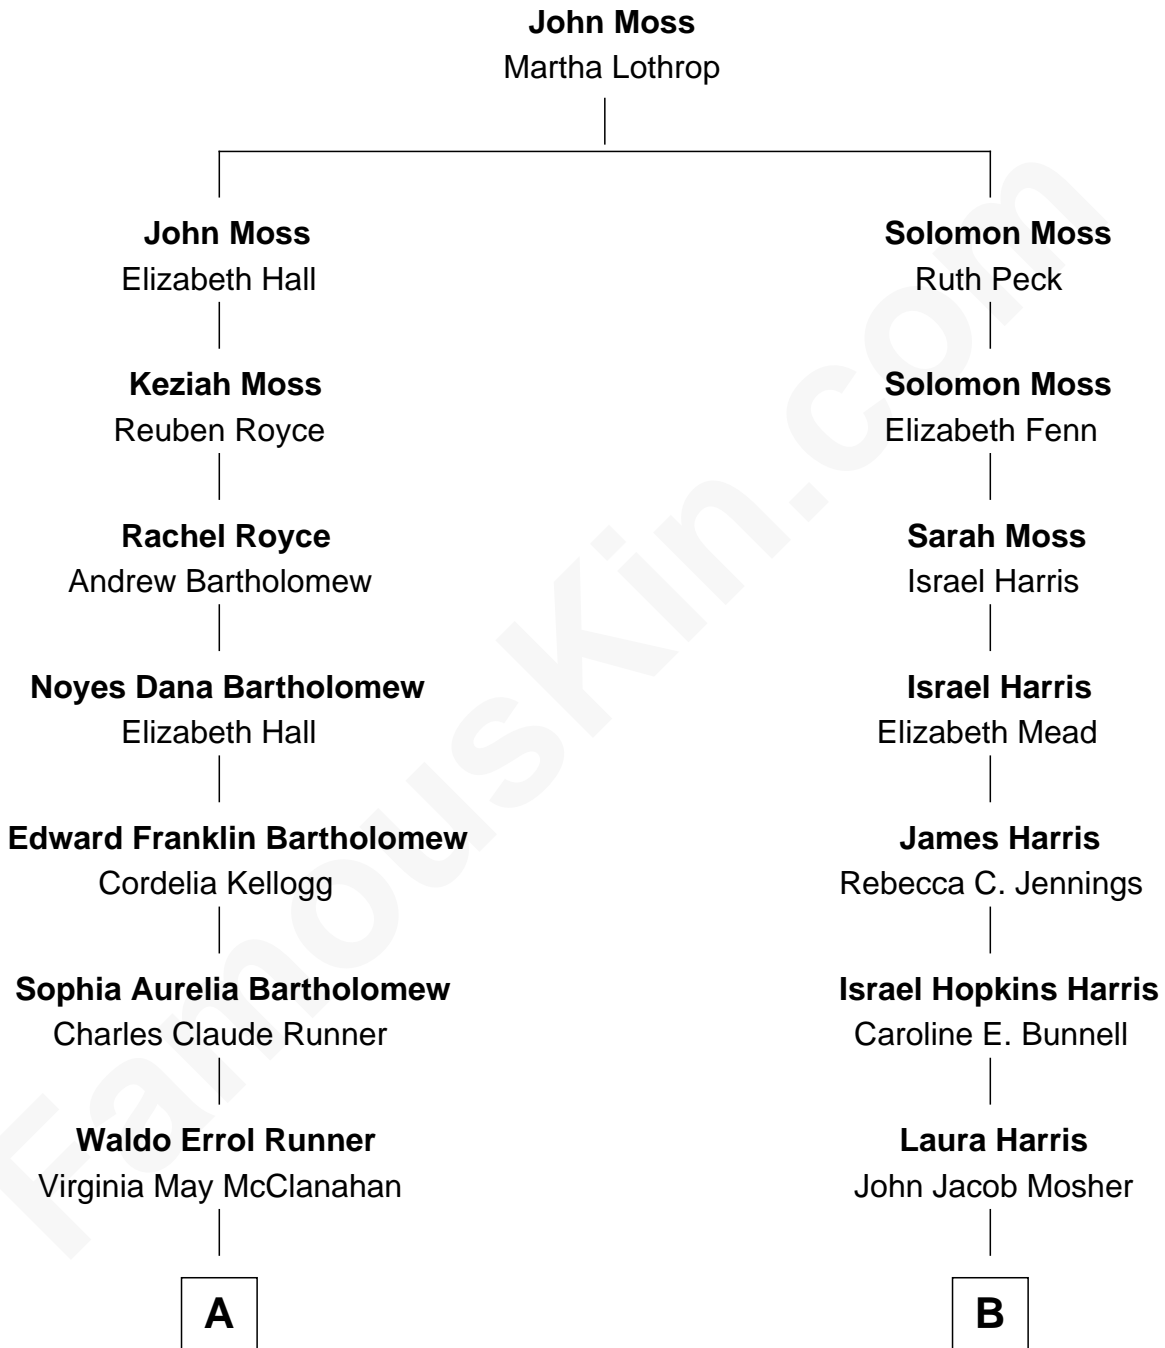 John Moss
Martha Lothrop
John Moss
Elizabeth Hall
Solomon Moss
Ruth Peck
Keziah Moss
Reuben Royce
Solomon Moss
Elizabeth Fenn
Rachel Royce
Andrew Bartholomew
Sarah Moss
Israel Harris
Noyes Dana Bartholomew
Elizabeth Hall
Israel Harris
Elizabeth Mead
Edward Franklin Bartholomew
Cordelia Kellogg
James Harris
Rebecca C. Jennings
Sophia Aurelia Bartholomew
Charles Claude Runner
Israel Hopkins Harris
Caroline E. Bunnell
Waldo Errol Runner
Virginia May McClanahan
Laura Harris
John Jacob Mosher
A
B
FamousKin.com